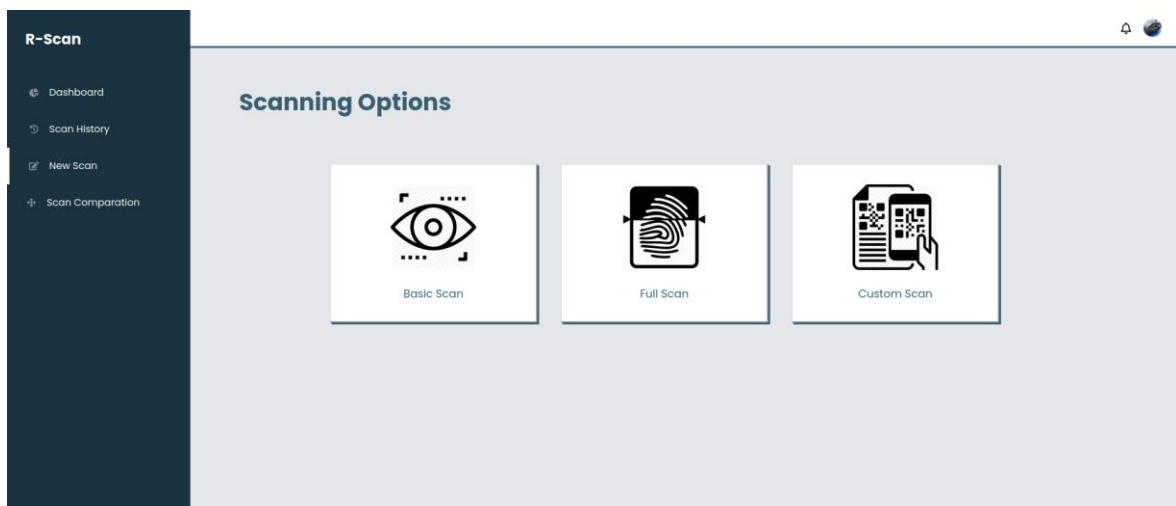 R-Scan
Dashboard
Scan History
New Scan
Scan Comparation
Scanning Options
Basic Scan
Full Scan
Custom Scan